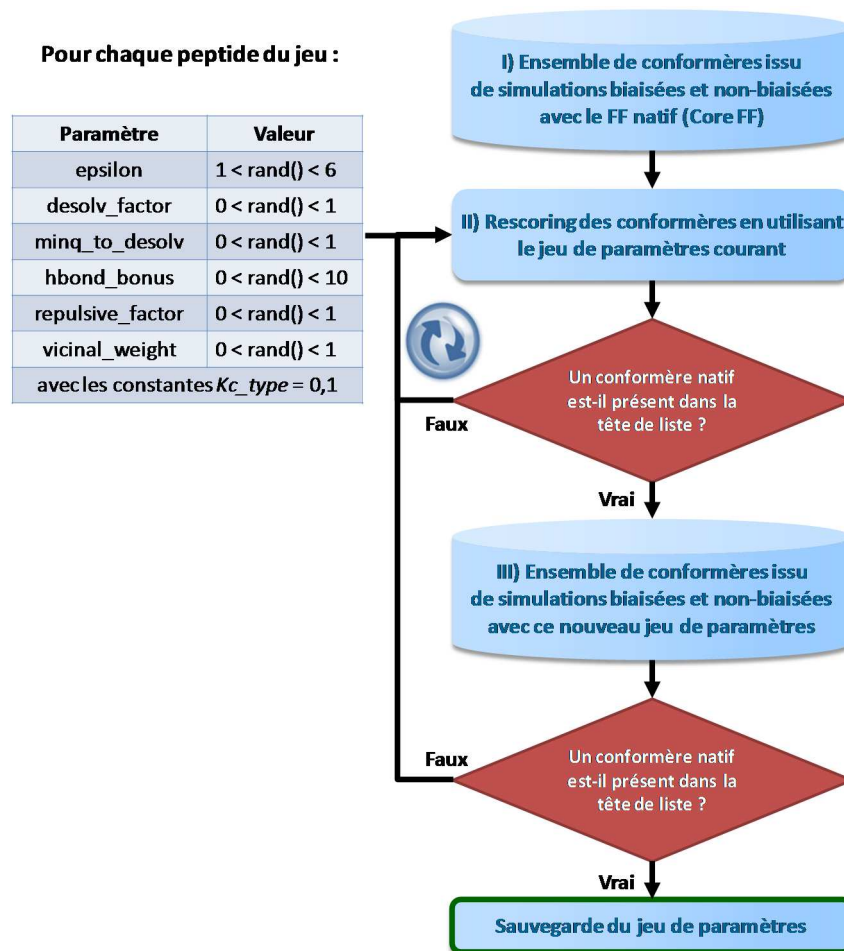 Pour chaque peptide du jeu :
Paramètre Valeur
epsilon 1 < rand() < 6
desolv_factor 0 < rand() < 1
minq_to_desolv 0 < rand() < 1
hbond_bonus 0 < rand() < 10
repulsive_factor 0 < rand() < 1
vicinal_weight 0 < rand() < 1
avec les constantes Kc_type = 0,1
I) Ensemble de conformères issu
de simulations biaisées et non-biaisées
avec le FF natif (Core FF)
II) Rescoring des conformères en utilisant
le jeu de paramètres courant
Un conformère natif
est-il présent dans la
tête de liste ?
Faux
Vrai
III) Ensemble de conformères issu
de simulations biaisées et non-biaisées
avec ce nouveau jeu de paramètres
Un conformère natif
est-il présent dans la
tête de liste ?
Faux
Vrai
Sauvegarde du jeu de paramètres